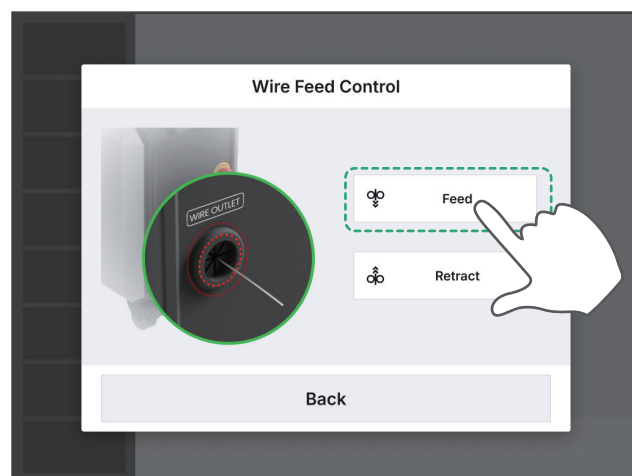 Wire Feed Control
WIRE OUTLET
Feed
Retract
Back